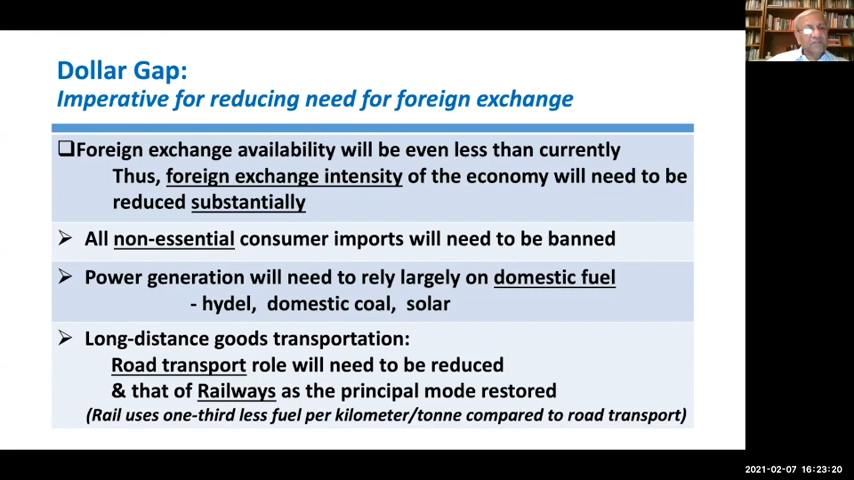 Dollar Gap:
Imperative for reducing need for foreign exchange
❑Foreign exchange availability will be even less than currently
Thus, foreign exchange intensity of the economy will need to be
reduced substantially
➢ All non-essential consumer imports will need to be banned
➢ Power generation will need to rely largely on domestic fuel
- hydel, domestic coal, solar
➢ Long-distance goods transportation:
Road transport role will need to be reduced
& that of Railways as the principal mode restored
(Rail uses one-third less fuel per kilometer/tonne compared to road transport)
2021-02-07 16:23:20